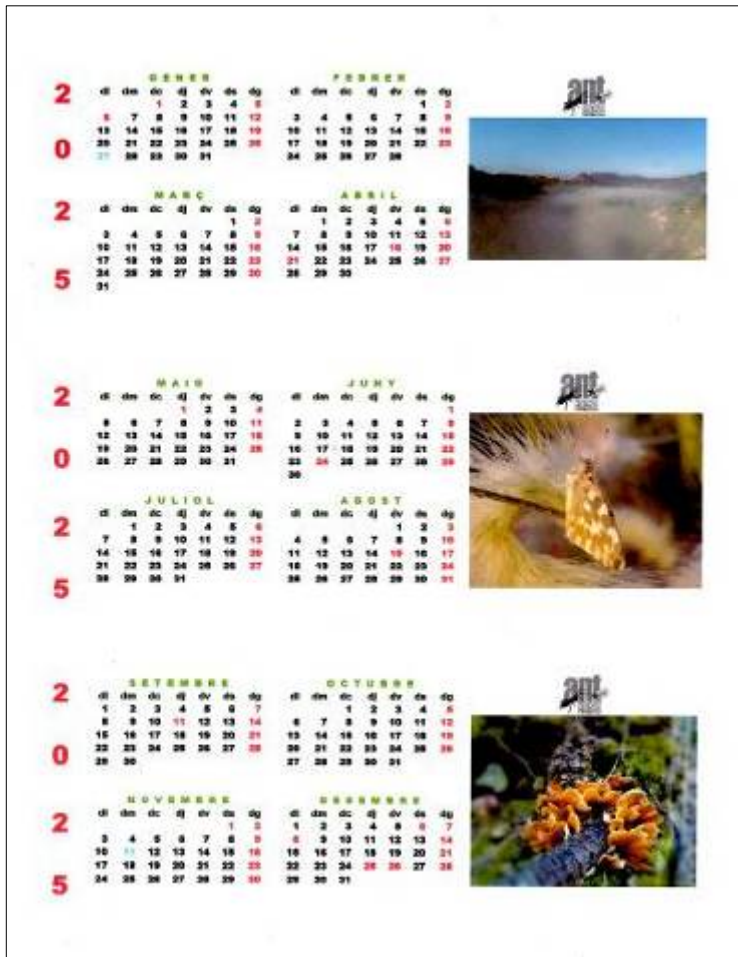 2
0
2
5
GENER
dl dm dc dj dv ds dg
1 2 3 4 5
6 7 8 9 10 11 12
13 14 15 16 17 18 19
20 21 22 23 24 25 26
27 28 29 30 31
FEBRER
dl dm dc dj dv ds dg
1 2
3 4 5 6 7 8 9
10 11 12 13 14 15 16
17 18 19 20 21 22 23
24 25 26 27 28
MARÇ
dl dm dc dj dv ds dg
1 2
3 4 5 6 7 8 9
10 11 12 13 14 15 16
17 18 19 20 21 22 23
24 25 26 27 28 29 30
31
ABRIL
dl dm dc dj dv ds dg
1 2 3 4 5 6
7 8 9 10 11 12 13
14 15 16 17 18 19 20
21 22 23 24 25 26 27
28 29 30
ant
2
0
2
5
MAIG
dl dm dc dj dv ds dg
1 2 3 4
5 6 7 8 9 10 11
12 13 14 15 16 17 18
19 20 21 22 23 24 25
26 27 28 29 30 31
JUNY
dl dm dc dj dv ds dg
1
2 3 4 5 6 7 8
9 10 11 12 13 14 15
16 17 18 19 20 21 22
23 24 25 26 27 28 29
30
JULIOL
dl dm dc dj dv ds dg
1 2 3 4 5 6
7 8 9 10 11 12 13
14 15 16 17 18 19 20
21 22 23 24 25 26 27
28 29 30 31
AGOST
dl dm dc dj dv ds dg
1 2 3
4 5 6 7 8 9 10
11 12 13 14 15 16 17
18 19 20 21 22 23 24
25 26 27 28 29 30 31
ant
2
0
2
5
SETEMBRE
dl dm dc dj dv ds dg
1 2 3 4 5 6 7
8 9 10 11 12 13 14
15 16 17 18 19 20 21
22 23 24 25 26 27 28
29 30
OCTUBRE
dl dm dc dj dv ds dg
1 2 3 4 5
6 7 8 9 10 11 12
13 14 15 16 17 18 19
20 21 22 23 24 25 26
27 28 29 30 31
NOVEMBRE
dl dm dc dj dv ds dg
1 2
3 4 5 6 7 8 9
10 11 12 13 14 15 16
17 18 19 20 21 22 23
24 25 26 27 28 29 30
DESEMBRE
dl dm dc dj dv ds dg
1 2 3 4 5 6 7
8 9 10 11 12 13 14
15 16 17 18 19 20 21
22 23 24 25 26 27 28
29 30 31
ant